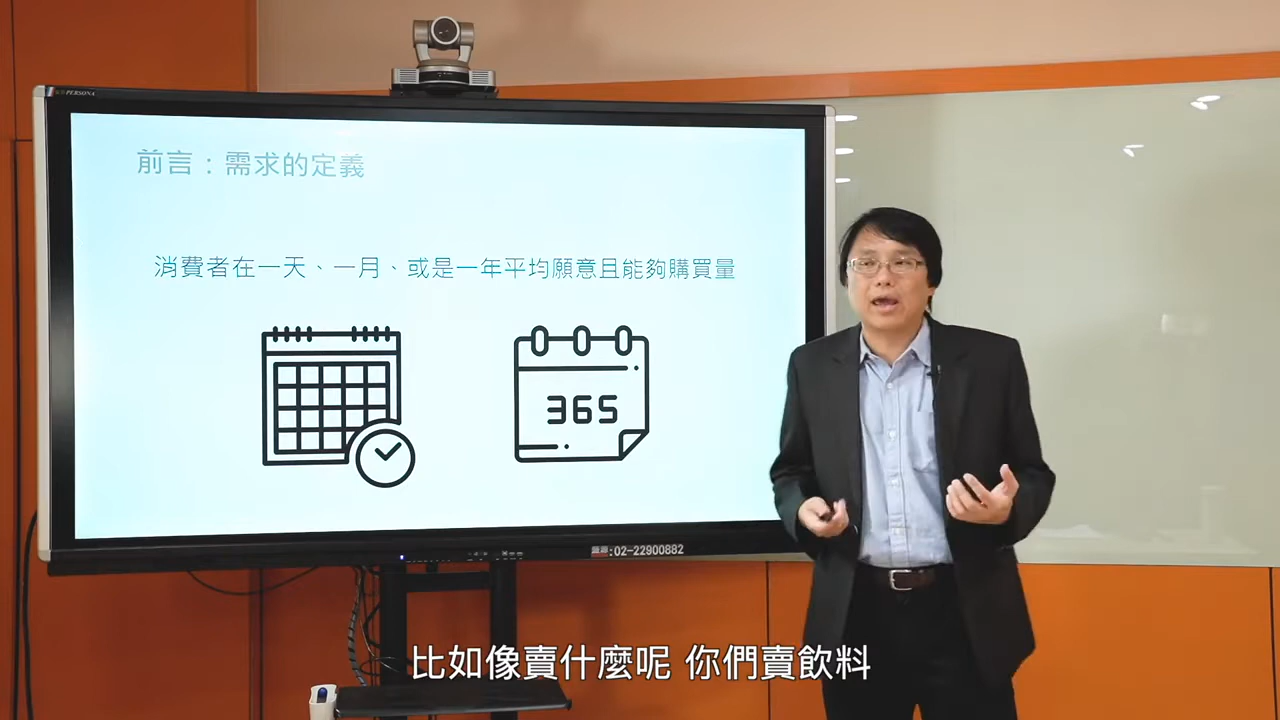 PERSONA
前言：需求的定義
消費者在一天、一月、或是一年平均願意且能夠購買量
365
:02-22900882
比如像賣什麼呢 你們賣飲料